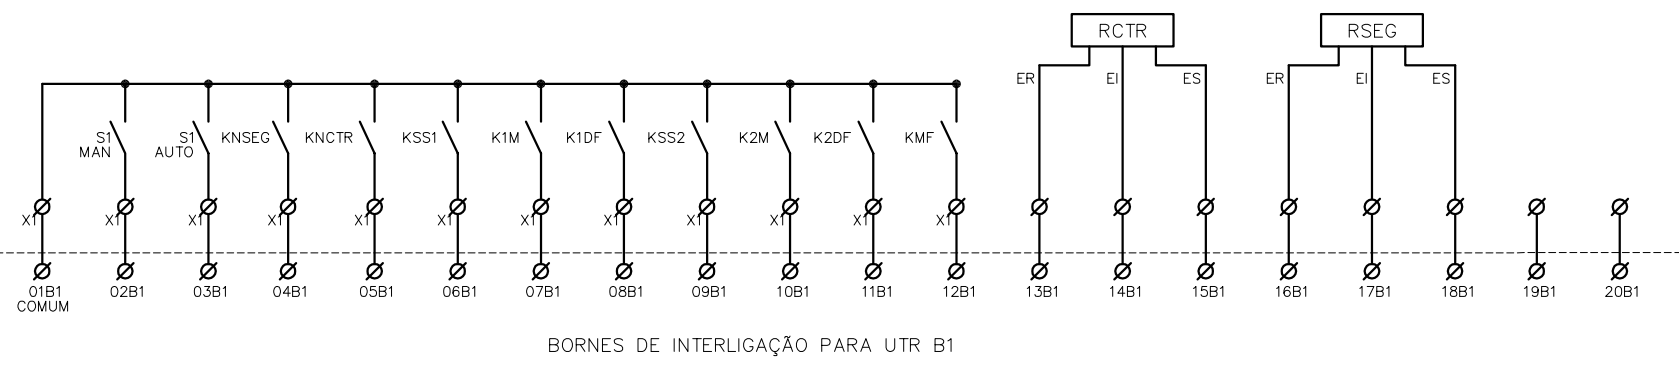 RCTR
RSEG
ER
EI
ES
ER
EI
ES
S1
MAN
S1
AUTO
KNSEG
KNCTR
KSS1
K1M
K1DF
KSS2
K2M
K2DF
KMF
X1
X1
X1
X1
X1
X1
X1
X1
X1
X1
X1
X1
01B1
COMUM
02B1
03B1
04B1
05B1
06B1
07B1
08B1
09B1
10B1
11B1
12B1
13B1
14B1
15B1
16B1
17B1
18B1
19B1
20B1
BORNES DE INTERLIGAÇÃO PARA UTR B1